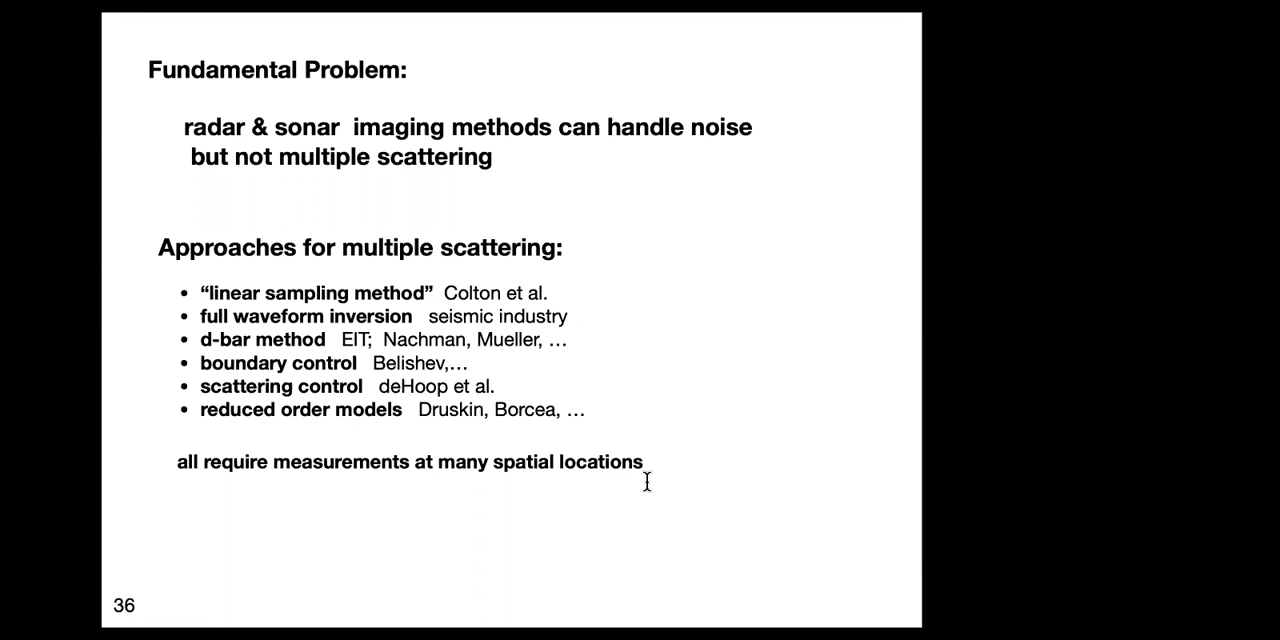 Fundamental Problem:
radar & sonar imaging methods can handle noise
but not multiple scattering
Approaches for multiple scattering:
• “linear sampling method” Colton et al.
• full waveform inversion seismic industry
• d-bar method EIT; Nachman, Mueller, …
• boundary control Belishev,…
• scattering control deHoop et al.
• reduced order models Druskin, Borcea, …
all require measurements at many spatial locations
36